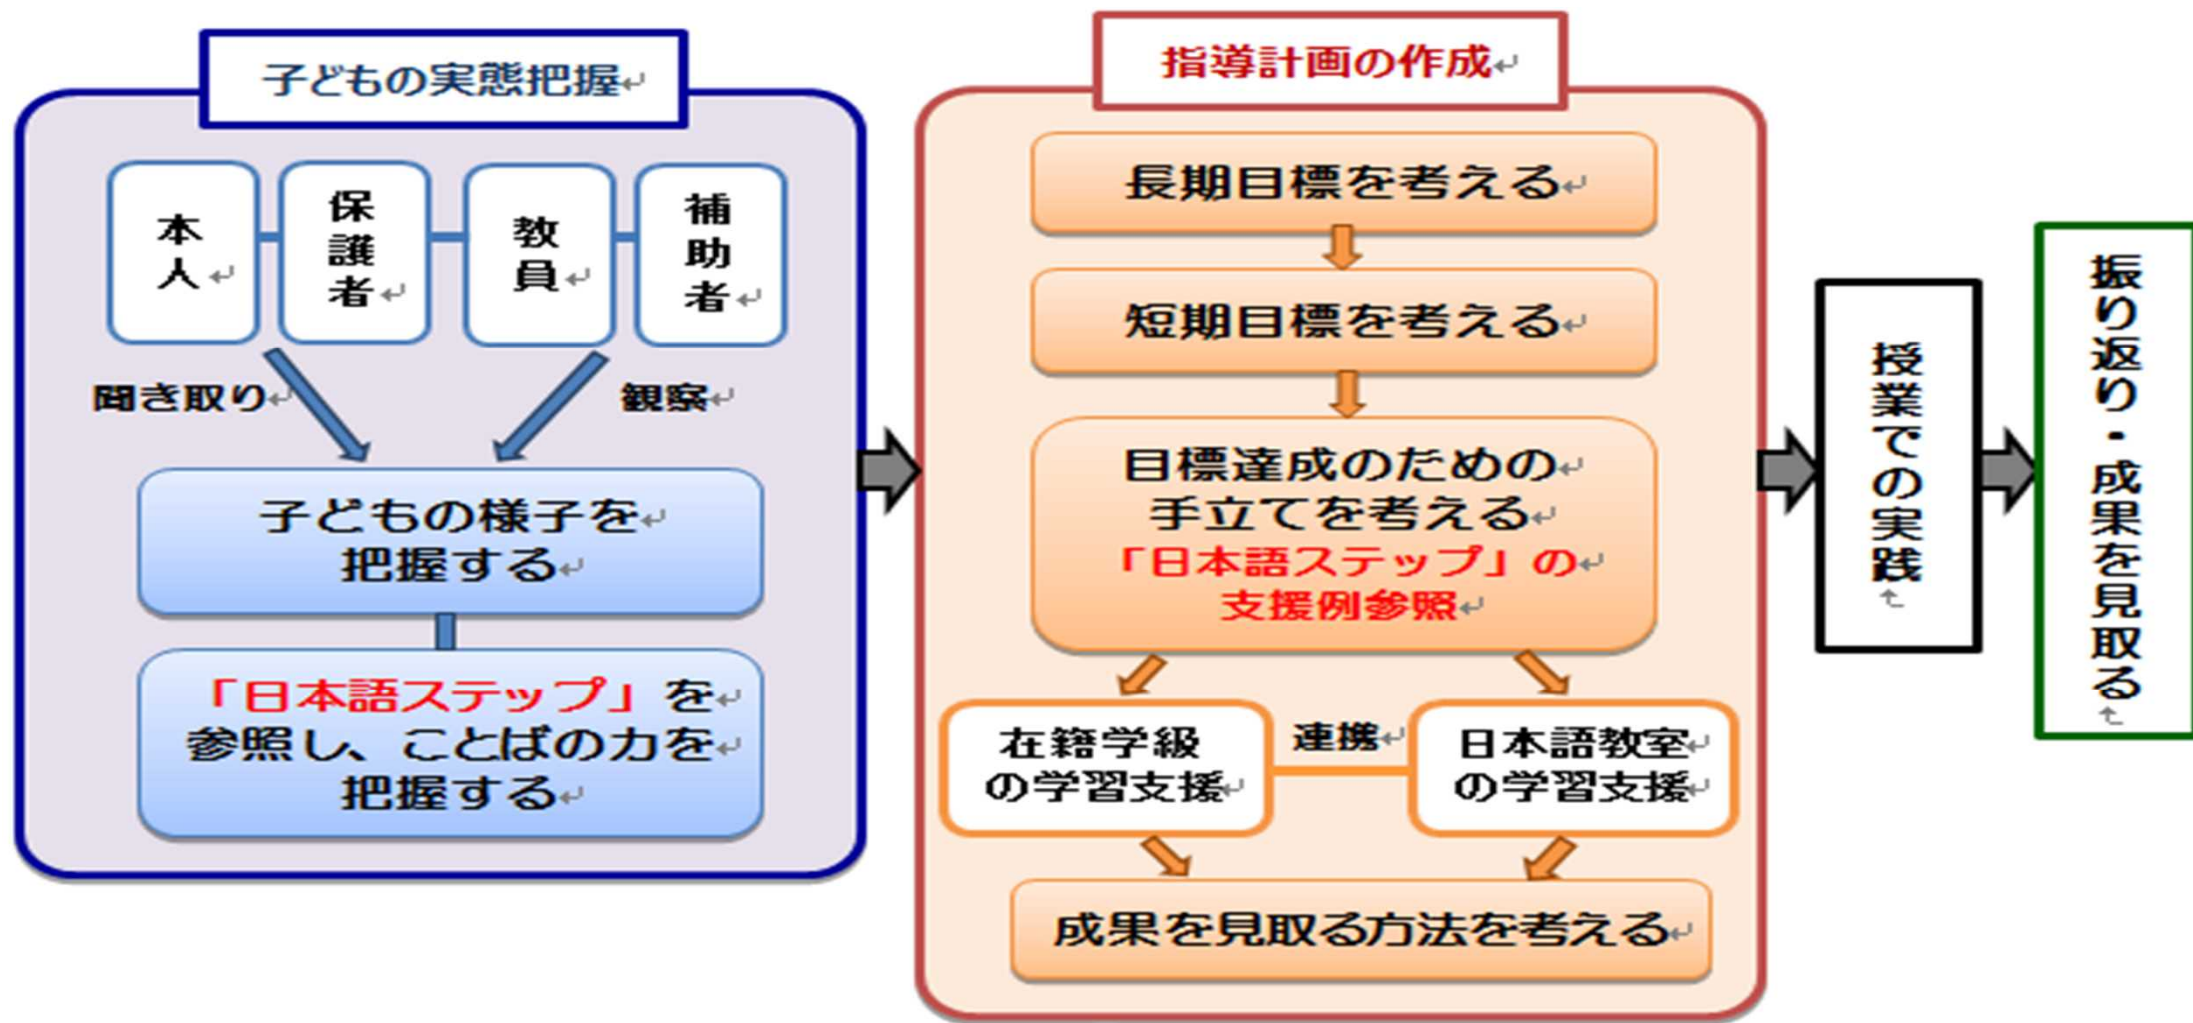 子どもの実態把握
本人
保護者
教員
補助者
聞き取り
観察
子どもの様子を
把握する
「日本語ステップ」を
参照し、ことばの力を
把握する
指導計画の作成
長期目標を考える
短期目標を考える
目標達成のための
手立てを考える
「日本語ステップ」の
支援例参照
在籍学級
の学習支援
連携
日本語教室
の学習支援
成果を見取る方法を考える
授業での実践
振り返り・成果を見取る